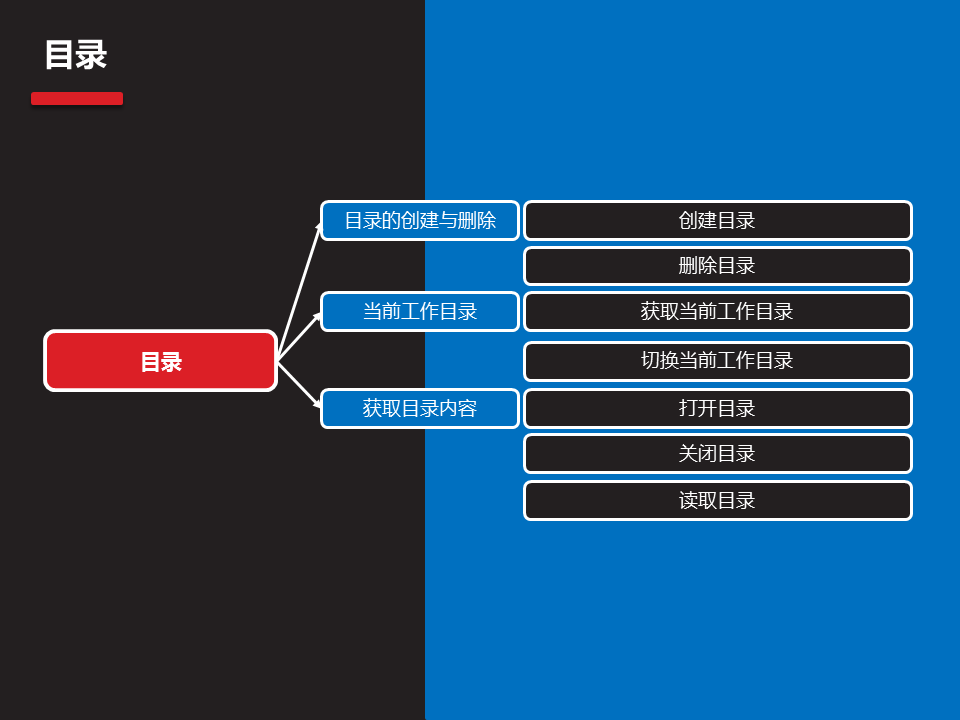 目录
目录
目录的创建与删除
创建目录
删除目录
当前工作目录
获取当前工作目录
切换当前工作目录
获取目录内容
打开目录
关闭目录
读取目录